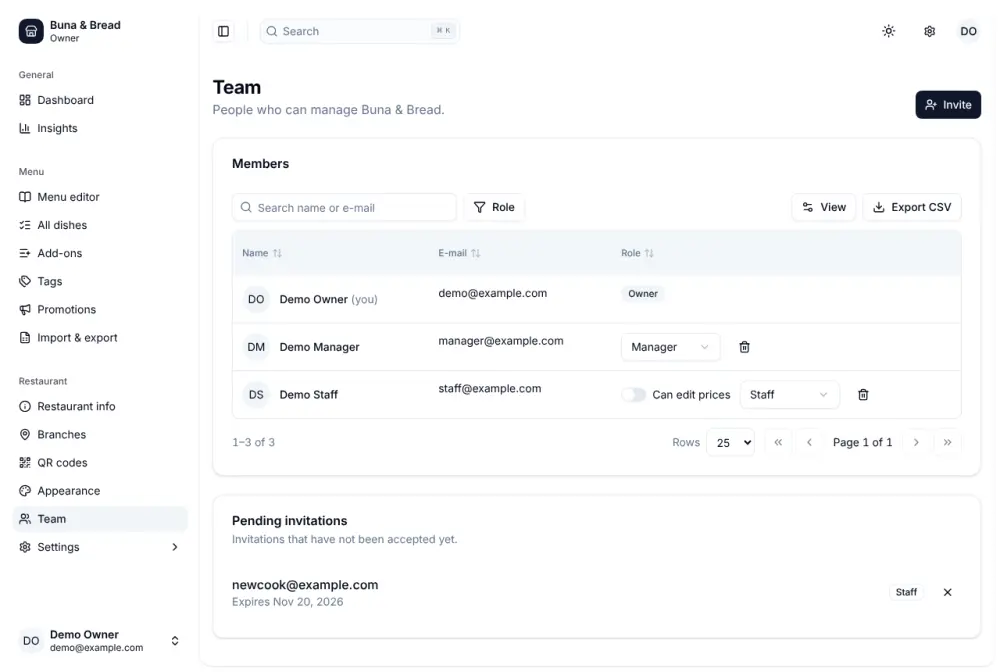 Buna & Bread
Owner
General
Dashboard
Insights
Menu
Menu editor
All dishes
Add-ons
Tags
Promotions
Import & export
Restaurant
Restaurant info
Branches
QR codes
Appearance
Team
Settings
DO Demo Owner
demo@example.com
Search ⌘ K
DO
Team
People who can manage Buna & Bread.
Invite
Members
Search name or e-mail Role View Export CSV
Name E-mail Role
DO Demo Owner (you) demo@example.com Owner
DM Demo Manager manager@example.com Manager
DS Demo Staff staff@example.com Can edit prices Staff
1–3 of 3 Rows 25 Page 1 of 1
Pending invitations
Invitations that have not been accepted yet.
newcook@example.com
Expires Nov 20, 2026
Staff